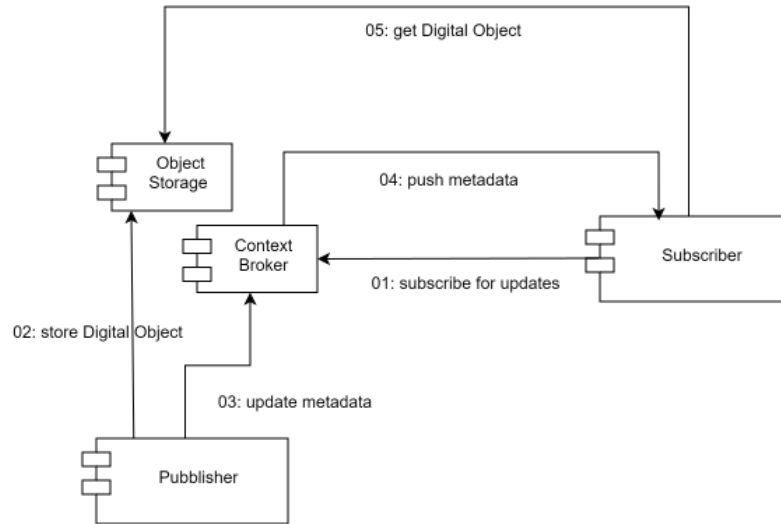 05: get Digital Object
Object
Storage
04: push metadata
Context
Broker
Subscriber
01: subscribe for updates
02: store Digital Object
03: update metadata
Pubblisher